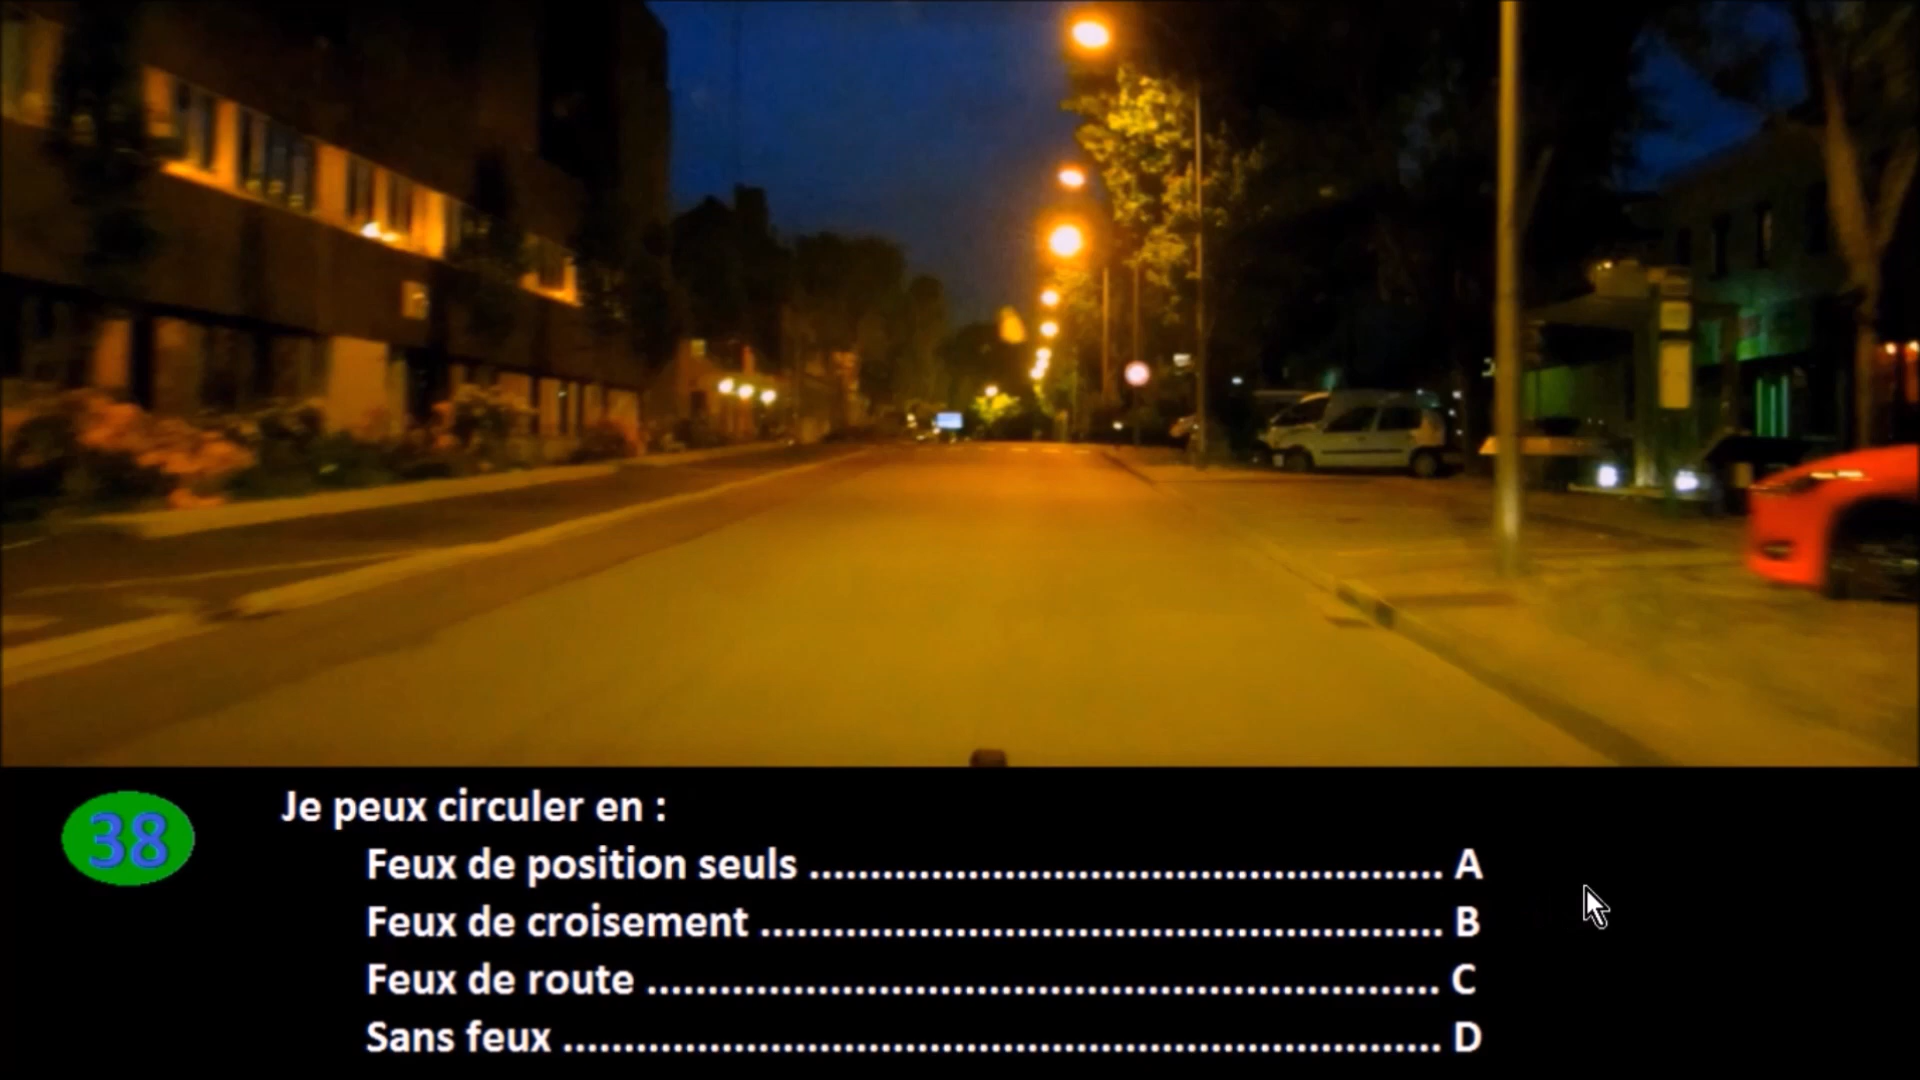 38
Je peux circuler en :
Feux de position seuls ................................................... A
Feux de croisement ....................................................... B
Feux de route ................................................................ C
Sans feux ....................................................................... D